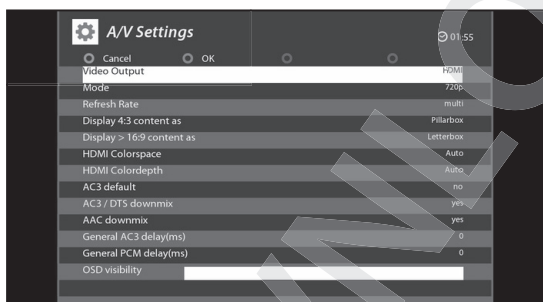 A/V Settings
01:55
Cancel OK
Video Output HDMI
Mode 720p
Refresh Rate multi
Display 4:3 content as Pillarbox
Display > 16:9 content as Letterbox
HDMI Colorspace Auto
HDMI Colordepth Auto
AC3 default no
AC3 / DTS downmix yes
AAC downmix yes
General AC3 delay(ms) 0
General PCM delay(ms) 0
OSD visibility